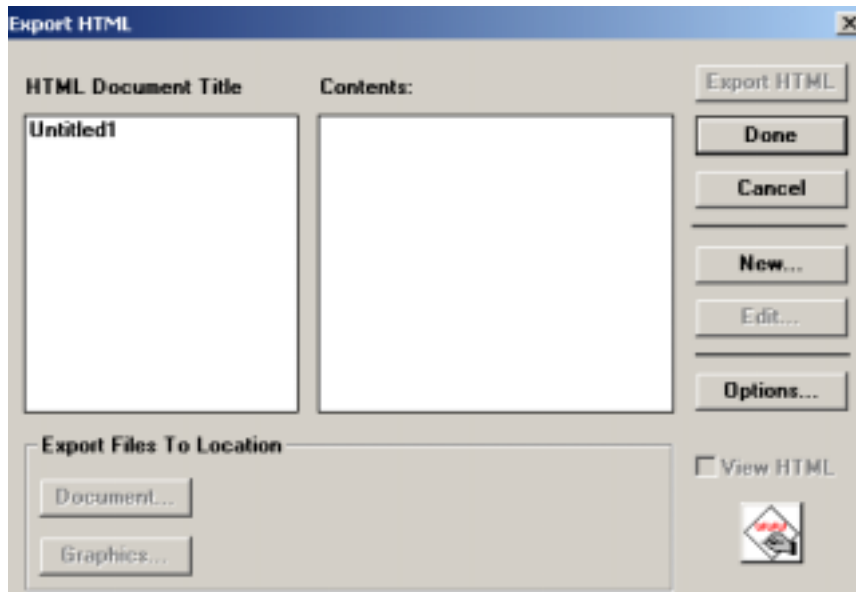 Export HTML
HTML Document Title
Contents:
Untitled1
Export HTML
Done
Cancel
New...
Edit...
Options...
Export Files To Location
Document...
Graphics...
View HTML